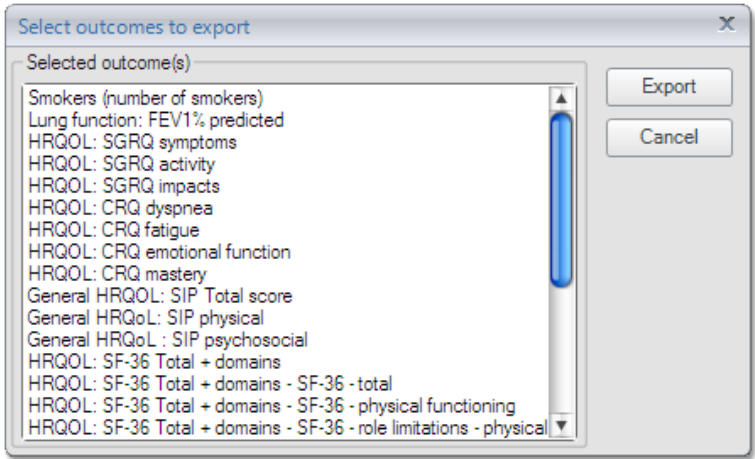 Select outcomes to export
x
Selected outcome(s)
Smokers (number of smokers)
Lung function: FEV1% predicted
HRQOL: SGRQ symptoms
HRQOL: SGRQ activity
HRQOL: SGRQ impacts
HRQOL: CRQ dyspnea
HRQOL: CRQ fatigue
HRQOL: CRQ emotional function
HRQOL: CRQ mastery
General HRQOL: SIP Total score
General HRQoL: SIP physical
General HRQoL : SIP psychosocial
HRQOL: SF-36 Total + domains
HRQOL: SF-36 Total + domains - SF-36 - total
HRQOL: SF-36 Total + domains - SF-36 - physical functioning
HRQOL: SF-36 Total + domains - SF-36 - role limitations - physical
Export
Cancel